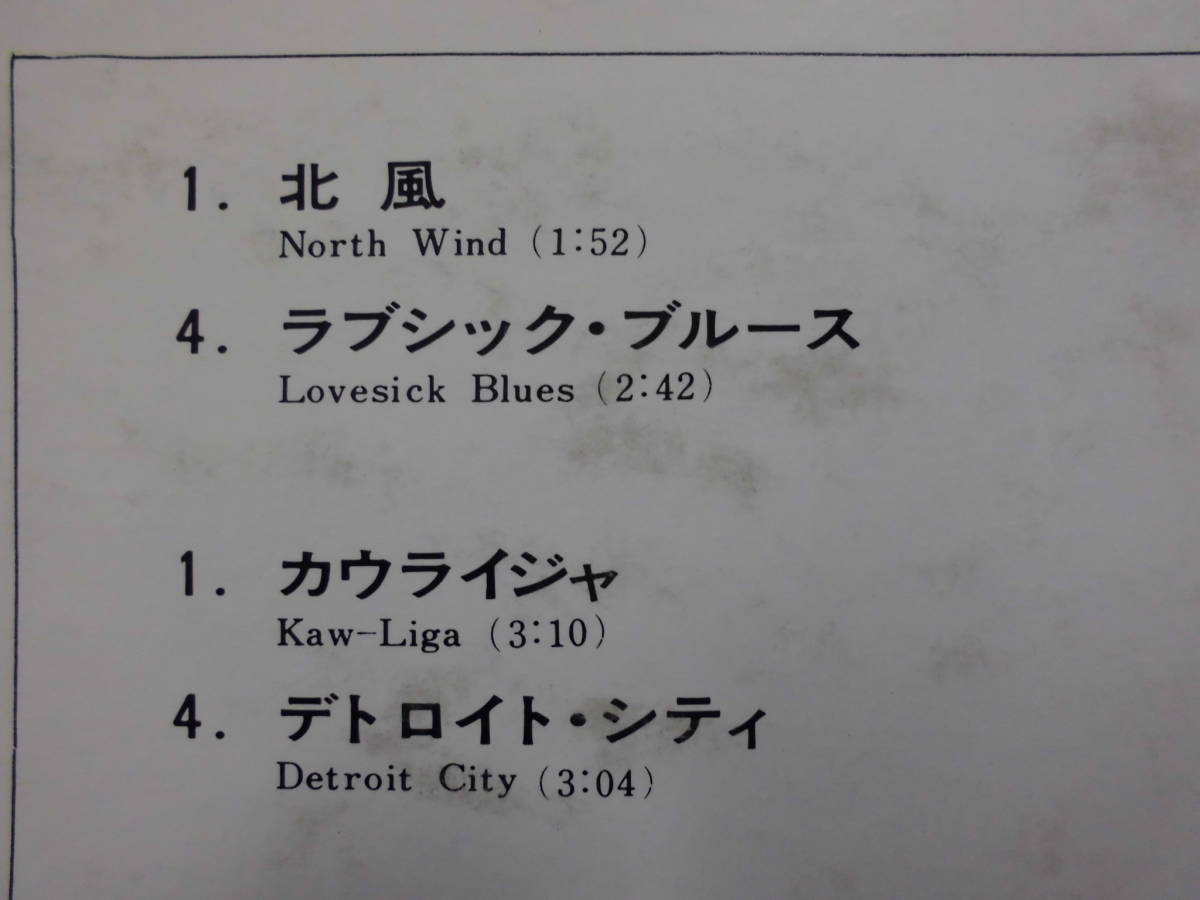 1. 北 風
North Wind (1:52)
4. ラブシック・ブルース
Lovesick Blues (2:42)
1. カウライジャ
Kaw-Liga (3:10)
4. デトロイト・シティ
Detroit City (3:04)